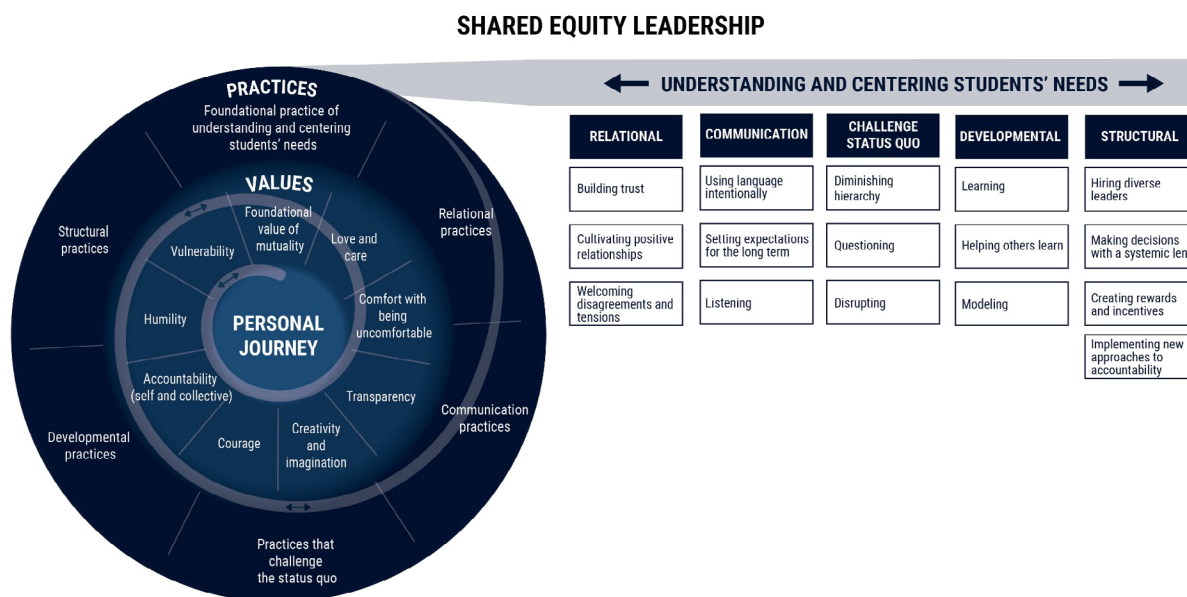 SHARED EQUITY LEADERSHIP
PRACTICES
Foundational practice of
understanding and centering
students' needs
VALUES
Foundational
value of
mutuality
Love and
care
Comfort with
being
uncomfortable
Transparency
Creativity
and
imagination
Courage
Accountability
(self and collective)
Humility
Vulnerability
PERSONAL
JOURNEY
Relational
practices
Communication
practices
Practices that
challenge
the status quo
Developmental
practices
Structural
practices
UNDERSTANDING AND CENTERING STUDENTS' NEEDS
RELATIONAL
Building trust
Cultivating positive
relationships
Welcoming
disagreements and
tensions
COMMUNICATION
Using language
intentionally
Setting expectations
for the long term
Listening
CHALLENGE
STATUS QUO
Diminishing
hierarchy
Questioning
Disrupting
DEVELOPMENTAL
Learning
Helping others learn
Modeling
STRUCTURAL
Hiring diverse
leaders
Making decisions
with a systemic len
Creating rewards
and incentives
Implementing new
approaches to
accountability